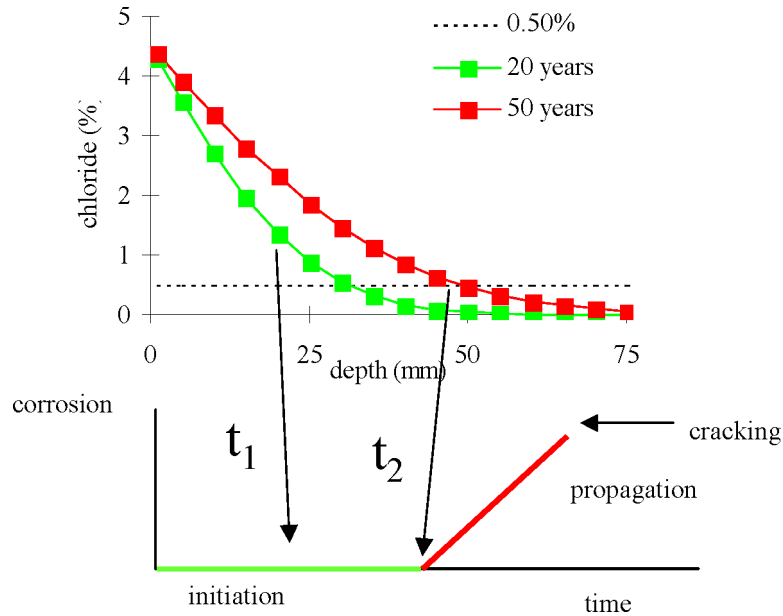 5
0.50%
20 years
4
50 years
3
chloride (%)
2
1
0
0
25
50
75
depth (mm)
corrosion
t1
t2
cracking
propagation
initiation
time